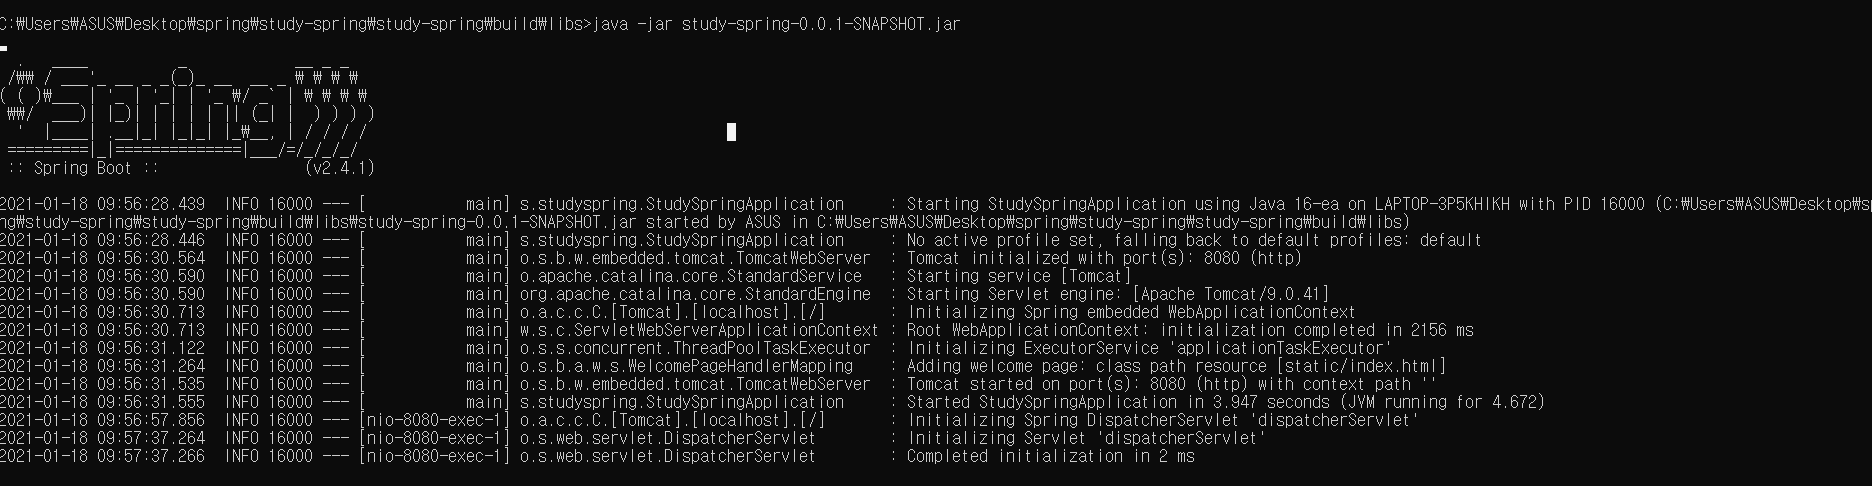 C:₩Users₩ASUS₩Desktop₩spring₩study-spring₩study-spring₩build₩libs>java -jar study-spring-0.0.1-SNAPSHOT.jar
  .   ____          _            __ _ _
 /₩₩ / ___'_ __ _ _(_)_ __  __ _ ₩ ₩ ₩ ₩
( ( )₩___ | '_ | '_| | '_ ₩/ _` | ₩ ₩ ₩ ₩
 ₩₩/  ___)| |_)| | | | | || (_| |  ) ) ) )
  '  |____| .__|_| |_|_| |_₩__, | / / / /
 =========|_|==============|___/=/_/_/_/
 :: Spring Boot ::                (v2.4.1)
2021-01-18 09:56:28.439  INFO 16000 --- [           main] s.studyspring.StudySpringApplication     : Starting StudySpringApplication using Java 16-ea on LAPTOP-3P5KHIKH with PID 16000 (C:₩Users₩ASUS₩Desktop₩sp
ng₩study-spring₩study-spring₩build₩libs₩study-spring-0.0.1-SNAPSHOT.jar started by ASUS in C:₩Users₩ASUS₩Desktop₩spring₩study-spring₩study-spring₩build₩libs)
2021-01-18 09:56:28.446  INFO 16000 --- [           main] s.studyspring.StudySpringApplication     : No active profile set, falling back to default profiles: default
2021-01-18 09:56:30.564  INFO 16000 --- [           main] o.s.b.w.embedded.tomcat.TomcatWebServer  : Tomcat initialized with port(s): 8080 (http)
2021-01-18 09:56:30.590  INFO 16000 --- [           main] o.apache.catalina.core.StandardService   : Starting service [Tomcat]
2021-01-18 09:56:30.590  INFO 16000 --- [           main] org.apache.catalina.core.StandardEngine  : Starting Servlet engine: [Apache Tomcat/9.0.41]
2021-01-18 09:56:30.713  INFO 16000 --- [           main] o.a.c.c.C.[Tomcat].[localhost].[/]       : Initializing Spring embedded WebApplicationContext
2021-01-18 09:56:30.713  INFO 16000 --- [           main] w.s.c.ServletWebServerApplicationContext : Root WebApplicationContext: initialization completed in 2156 ms
2021-01-18 09:56:31.122  INFO 16000 --- [           main] o.s.s.concurrent.ThreadPoolTaskExecutor  : Initializing ExecutorService 'applicationTaskExecutor'
2021-01-18 09:56:31.264  INFO 16000 --- [           main] o.s.b.a.w.s.WelcomePageHandlerMapping    : Adding welcome page: class path resource [static/index.html]
2021-01-18 09:56:31.535  INFO 16000 --- [           main] o.s.b.w.embedded.tomcat.TomcatWebServer  : Tomcat started on port(s): 8080 (http) with context path ''
2021-01-18 09:56:31.555  INFO 16000 --- [           main] s.studyspring.StudySpringApplication     : Started StudySpringApplication in 3.947 seconds (JVM running for 4.672)
2021-01-18 09:56:57.856  INFO 16000 --- [nio-8080-exec-1] o.a.c.c.C.[Tomcat].[localhost].[/]       : Initializing Spring DispatcherServlet 'dispatcherServlet'
2021-01-18 09:57:37.264  INFO 16000 --- [nio-8080-exec-1] o.s.web.servlet.DispatcherServlet        : Initializing Servlet 'dispatcherServlet'
2021-01-18 09:57:37.266  INFO 16000 --- [nio-8080-exec-1] o.s.web.servlet.DispatcherServlet        : Completed initialization in 2 ms